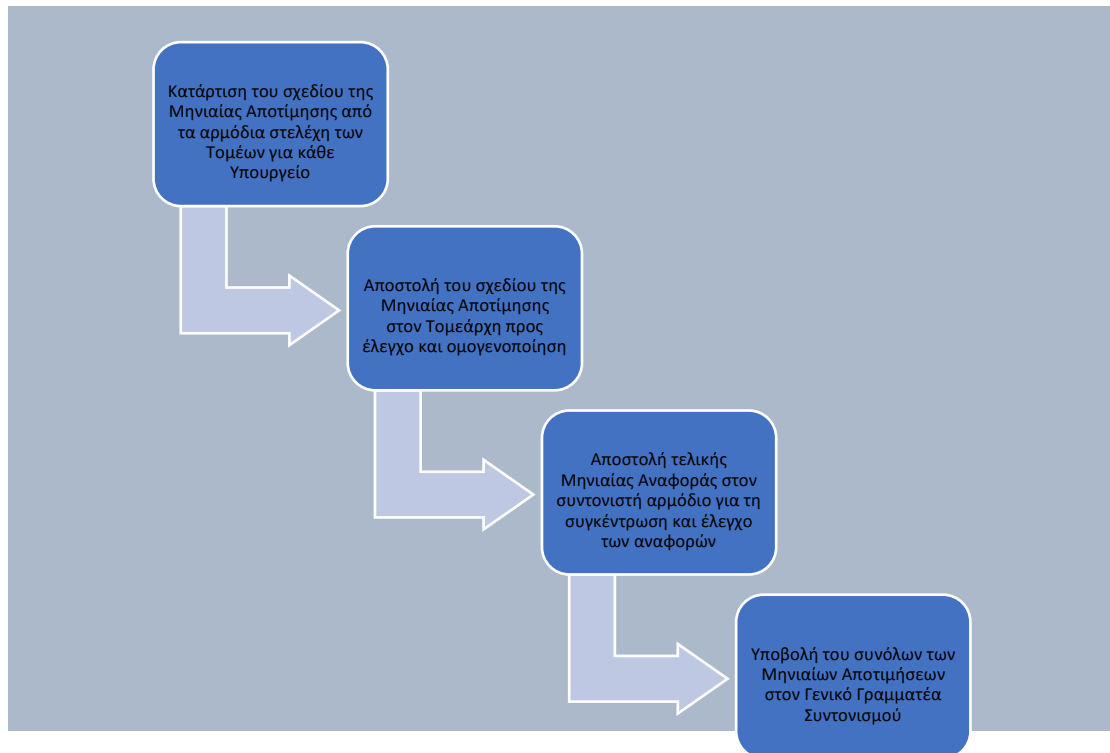 Κατάρτιση του σχεδίου της
Μηνιαίας Αποτίμησης από
τα αρμόδια στελέχη των
Τομέων για κάθε
Υπουργείο
Αποστολή του σχεδίου της
Μηνιαίας Αποτίμησης
στον Τομεάρχη προς
έλεγχο και ομογενοποίηση
Αποστολή τελικής
Μηνιαίας Αναφοράς στον
συντονιστή αρμόδιο για τη
συγκέντρωση και έλεγχο
των αναφορών
Υποβολή του συνόλων των
Μηνιαίων Αποτιμήσεων
στον Γενικό Γραμματέα
Συντονισμού